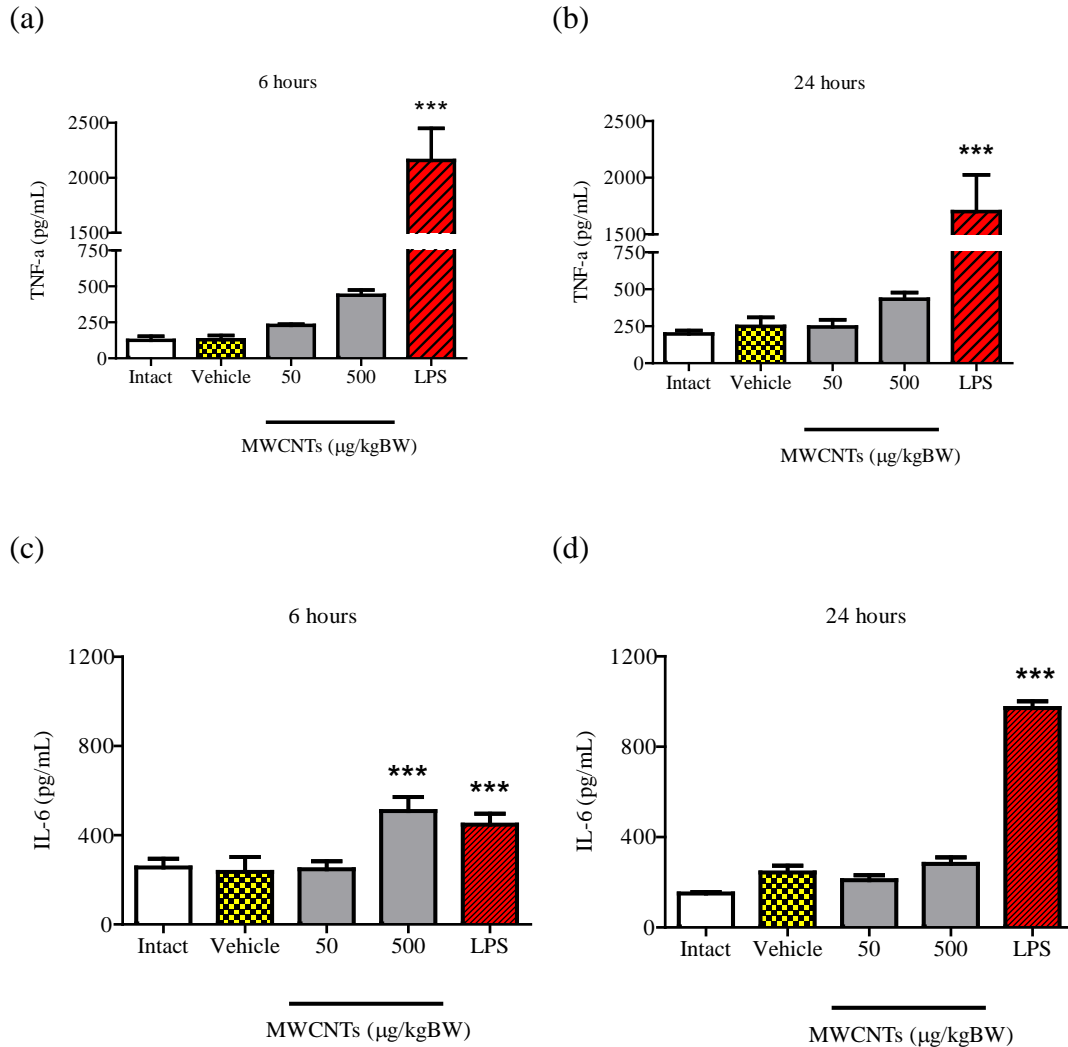 (a)
6 hours
***
2500
2000
1500
750
500
250
0
TNF-a (pg/mL)
Intact Vehicle 50 500 LPS
MWCNTs (μg/kgBW)
(b)
24 hours
***
2500
2000
1500
750
500
250
0
TNF-a (pg/mL)
Intact Vehicle 50 500 LPS
MWCNTs (μg/kgBW)
(c)
6 hours
1200
800
400
0
IL-6 (pg/mL)
*** ***
Intact Vehicle 50 500 LPS
MWCNTs (μg/kgBW)
(d)
24 hours
1200
800
400
0
IL-6 (pg/mL)
***
Intact Vehicle 50 500 LPS
MWCNTs (μg/kgBW)